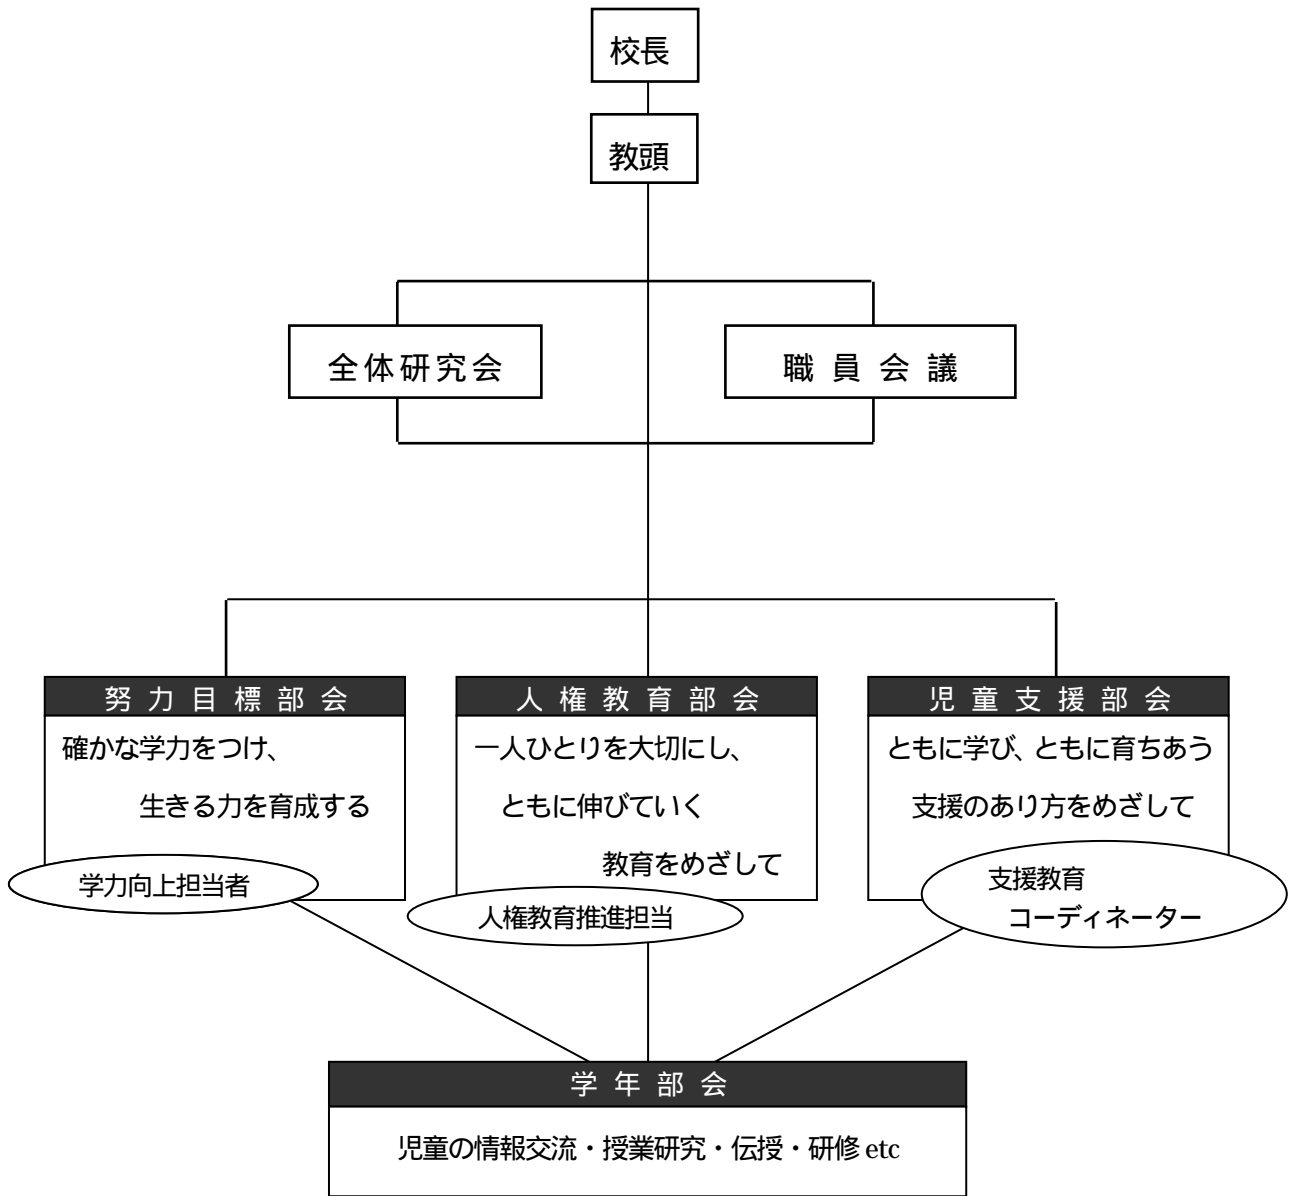 校長
教頭
全体研究会
職員会議
努力目標部会
確かな学力をつけ、
生きる力を育成する
学力向上担当者
人権教育部会
一人ひとりを大切にし、
ともに伸びていく
教育をめざして
人権教育推進担当
児童支援部会
ともに学び、ともに育ちあう
支援のあり方をめざして
支援教育
コーディネーター
学年部会
児童の情報交流・授業研究・伝授・研修 etc